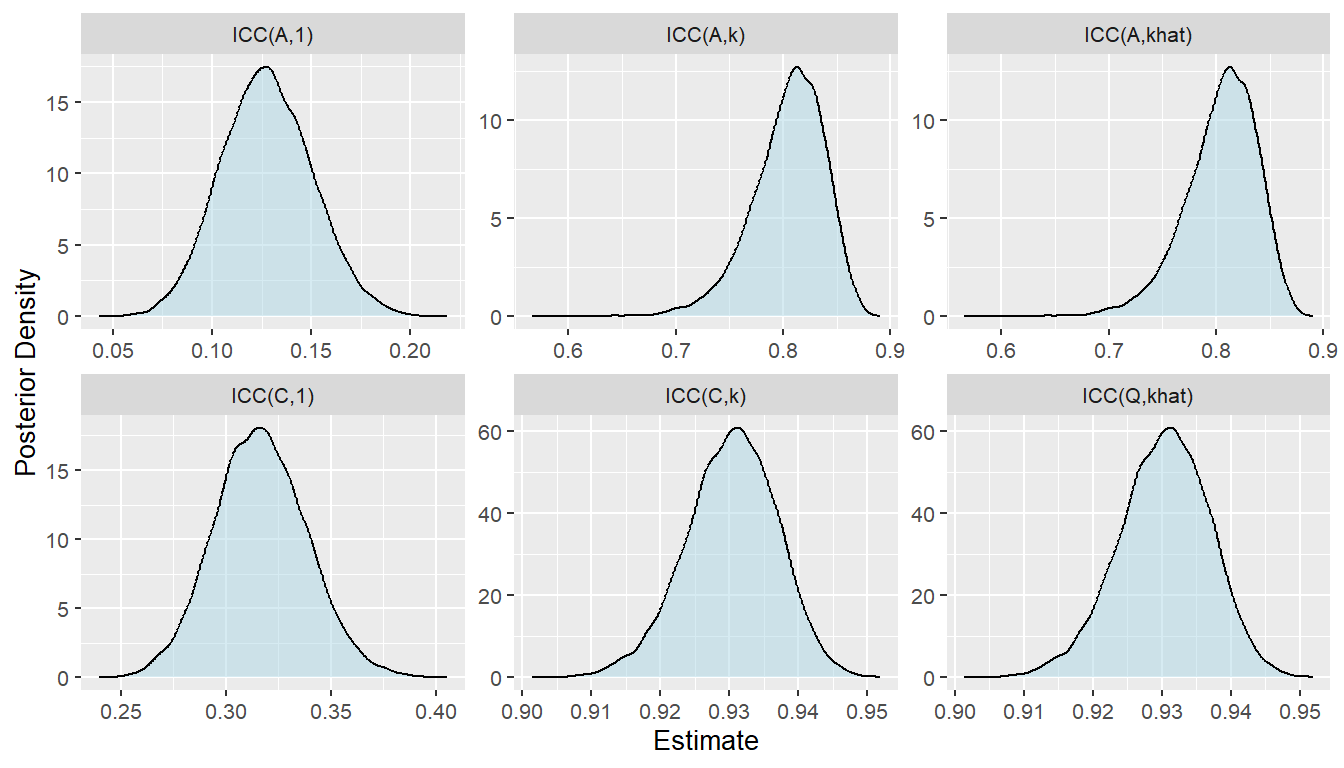 ICC(A,1) ICC(A,k) ICC(A,khat)
15 10 10
10 5 5
5 0 0
0
0.05 0.10 0.15 0.20 0.6 0.7 0.8 0.9 0.6 0.7 0.8 0.9
Posterior Density
ICC(C,1) ICC(C,k) ICC(Q,khat)
15 60 60
10 40 40
5 20 20
0 0 0
0.25 0.30 0.35 0.40 0.90 0.91 0.92 0.93 0.94 0.95 0.90 0.91 0.92 0.93 0.94 0.95
Estimate